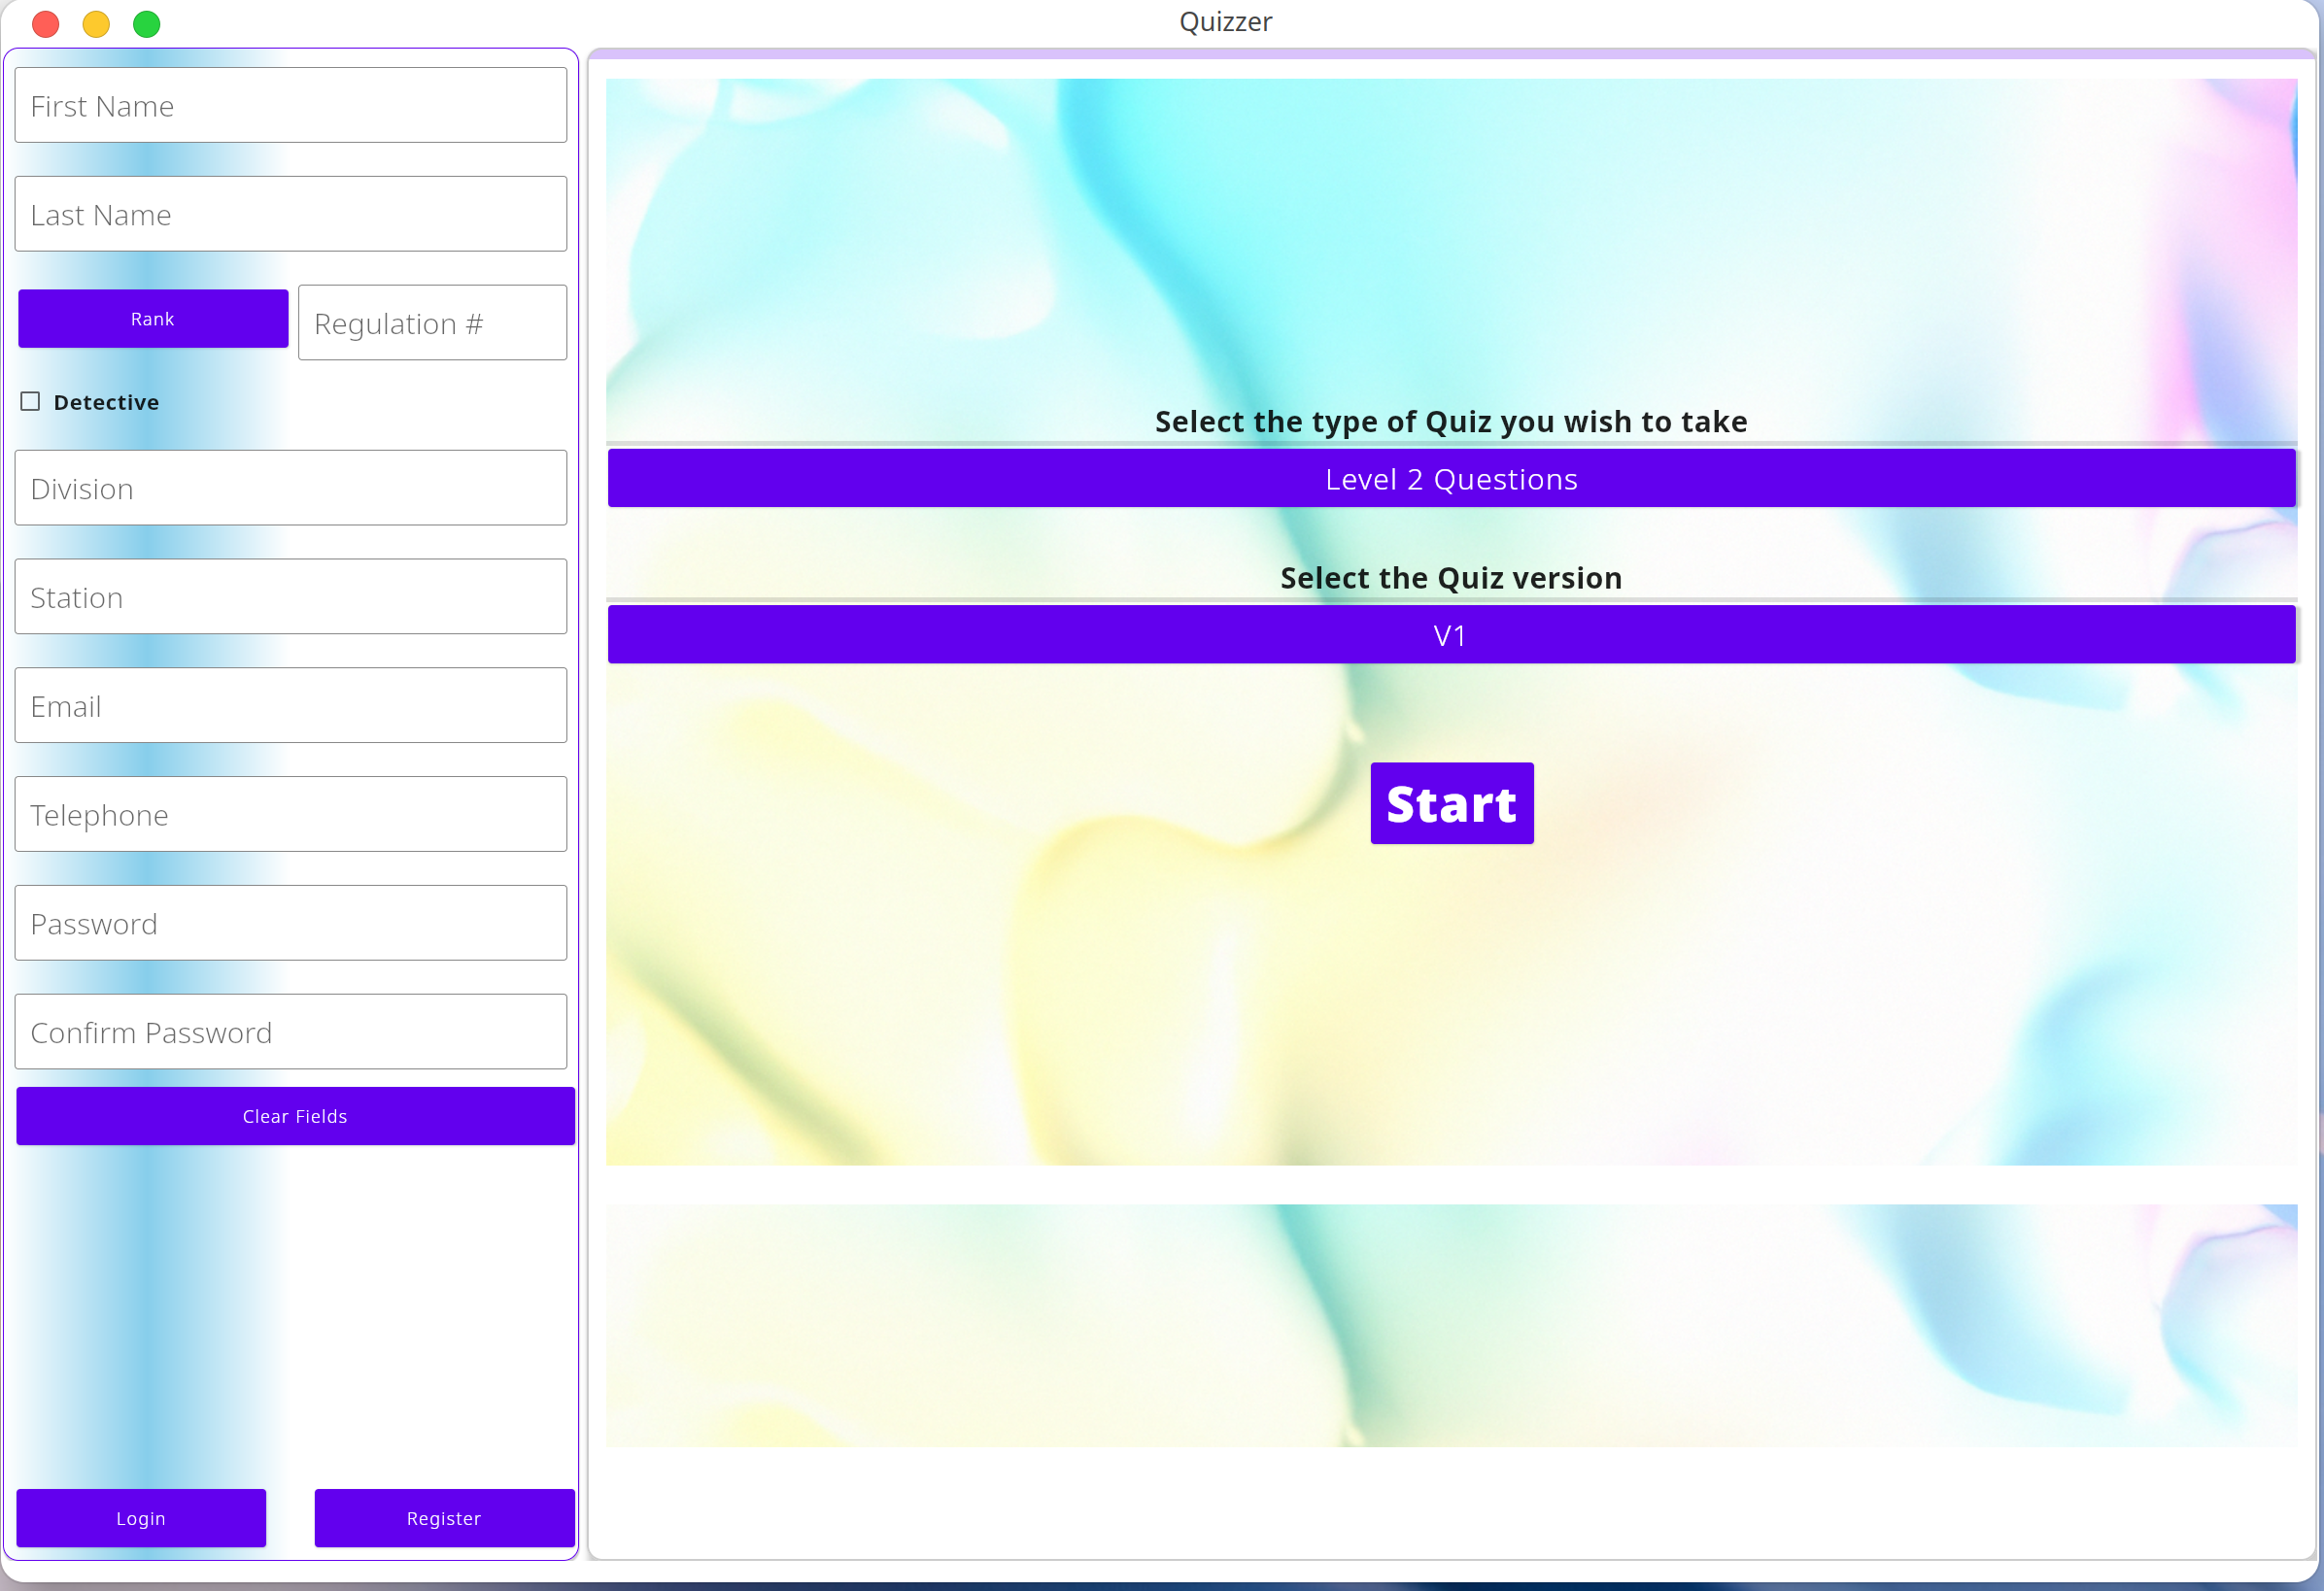 Quizzer
First Name
Last Name
Rank
Regulation #
Detective
Division
Station
Email
Telephone
Password
Confirm Password
Clear Fields
Login
Register
Select the type of Quiz you wish to take
Level 2 Questions
Select the Quiz version
V1
Start